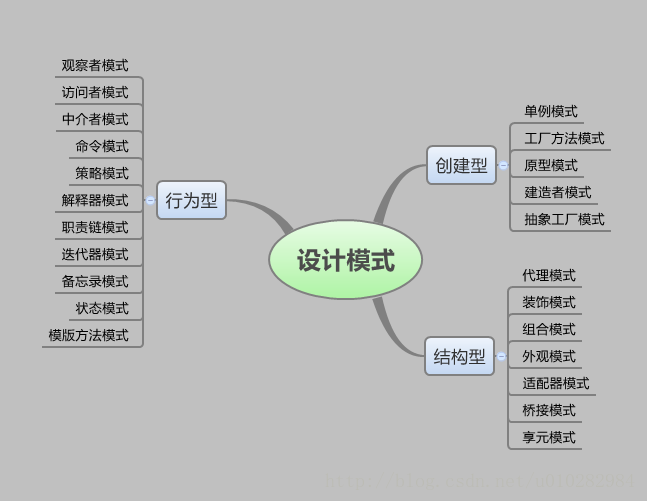 设计模式
行为型
观察者模式
访问者模式
中介者模式
命令模式
策略模式
解释器模式
职责链模式
迭代器模式
备忘录模式
状态模式
模版方法模式
创建型
单例模式
工厂方法模式
原型模式
建造者模式
抽象工厂模式
结构型
代理模式
装饰模式
组合模式
外观模式
适配器模式
桥接模式
享元模式